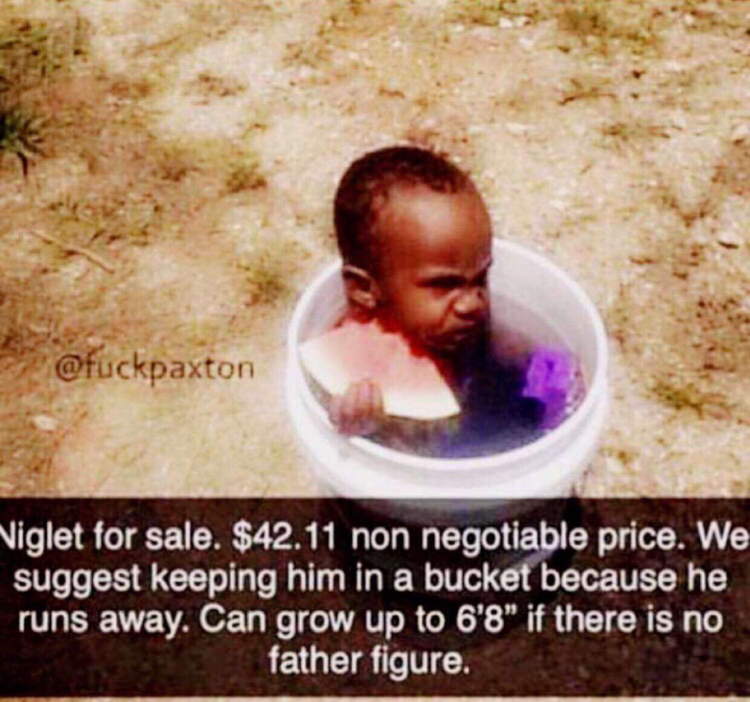 @fuckpaxton
Niglet for sale. $42.11 non negotiable price. We
suggest keeping him in a bucket because he
runs away. Can grow up to 6'8" if there is no
father figure.